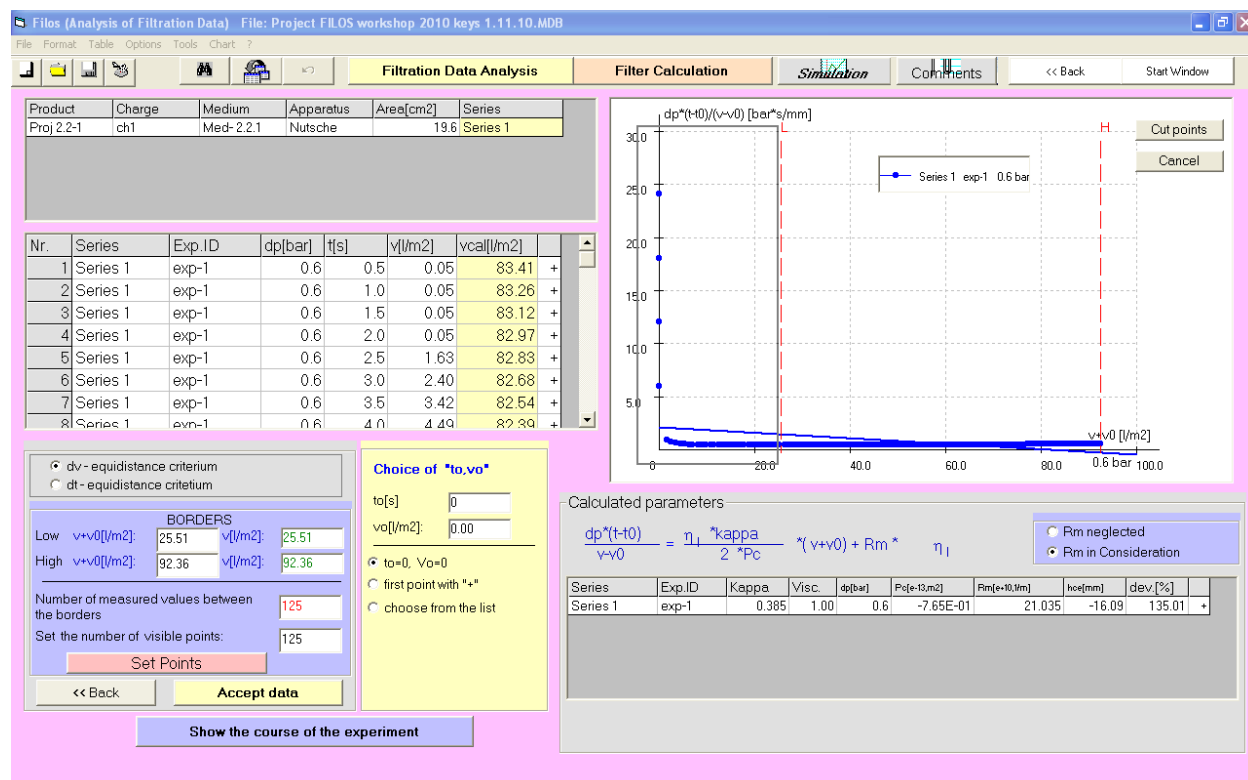 Filos (Analysis of Filtration Data) File: Project FILOS workshop 2010 keys 1.11.10.MDB
File Format Table Options Tools Chart ?
Filtration Data Analysis Filter Calculation Simulation Comments << Back Start Window
Product Charge Medium Apparatus Area[cm2] Series
Proj 2.2-1 ch1 Med- 2.2.1 Nutsche 19.6 Series 1
Nr. Series Exp.ID dp[bar] t[s] v[l/m2] vcal[l/m2]
1 Series 1 exp-1 0.6 0.5 0.05 83.41 +
2 Series 1 exp-1 0.6 1.0 0.05 83.26 +
3 Series 1 exp-1 0.6 1.5 0.05 83.12 +
4 Series 1 exp-1 0.6 2.0 0.05 82.97 +
5 Series 1 exp-1 0.6 2.5 1.63 82.83 +
6 Series 1 exp-1 0.6 3.0 2.40 82.68 +
7 Series 1 exp-1 0.6 3.5 3.42 82.54 +
8 Series 1 exp-1 0.6 4.0 4.49 82.39 +
dp*(t-t0)/(v-v0) [bar*s/mm]
L H
Cut points
Cancel
Series 1 exp-1 0.6 bar
30.0
25.0
20.0
15.0
10.0
5.0
v+v0 [l/m2]
0 20.0 40.0 60.0 80.0 0.6 bar 100.0
dv - equidistance criterium
dt - equidistance critetium
BORDERS
Low v+v0[l/m2]: 25.51 v[l/m2]: 25.51
High v+v0[l/m2]: 92.36 v[l/m2]: 92.36
Number of measured values between
the borders 125
Set the number of visible points: 125
Set Points
<< Back Accept data
Show the course of the experiment
Choice of "to,vo"
to[s] 0
vo[l/m2]: 0.00
to=0, Vo=0
first point with "+"
choose from the list
Calculated parameters
dp*(t-t0) / v-v0 = η l *kappa / 2 *Pc *( v+v0) + Rm * η l
Rm neglected
Rm in Consideration
Series Exp.ID Kappa Visc. dp[bar] Pc[e-13,m2] Rm[e+10,1/m] hce[mm] dev.[%]
Series 1 exp-1 0.385 1.00 0.6 -7.65E-01 21.035 -16.09 135.01 +